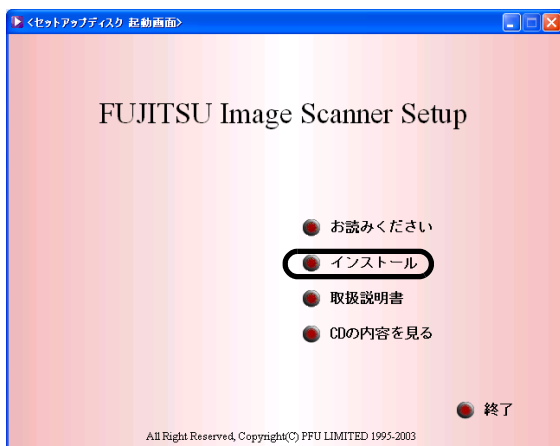 <セットアップディスク 起動画面>
FUJITSU Image Scanner Setup
お読みください
インストール
取扱説明書
CDの内容を見る
終了
All Right Reserved, Copyright(C) PFU LIMITED 1995-2003